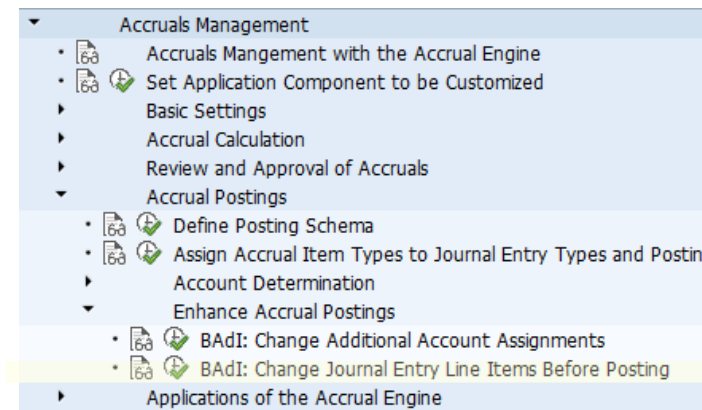 Accruals Management
Accruals Mangement with the Accrual Engine
Set Application Component to be Customized
Basic Settings
Accrual Calculation
Review and Approval of Accruals
Accrual Postings
Define Posting Schema
Assign Accrual Item Types to Journal Entry Types and Postin
Account Determination
Enhance Accrual Postings
BAdI: Change Additional Account Assignments
BAdI: Change Journal Entry Line Items Before Posting
Applications of the Accrual Engine